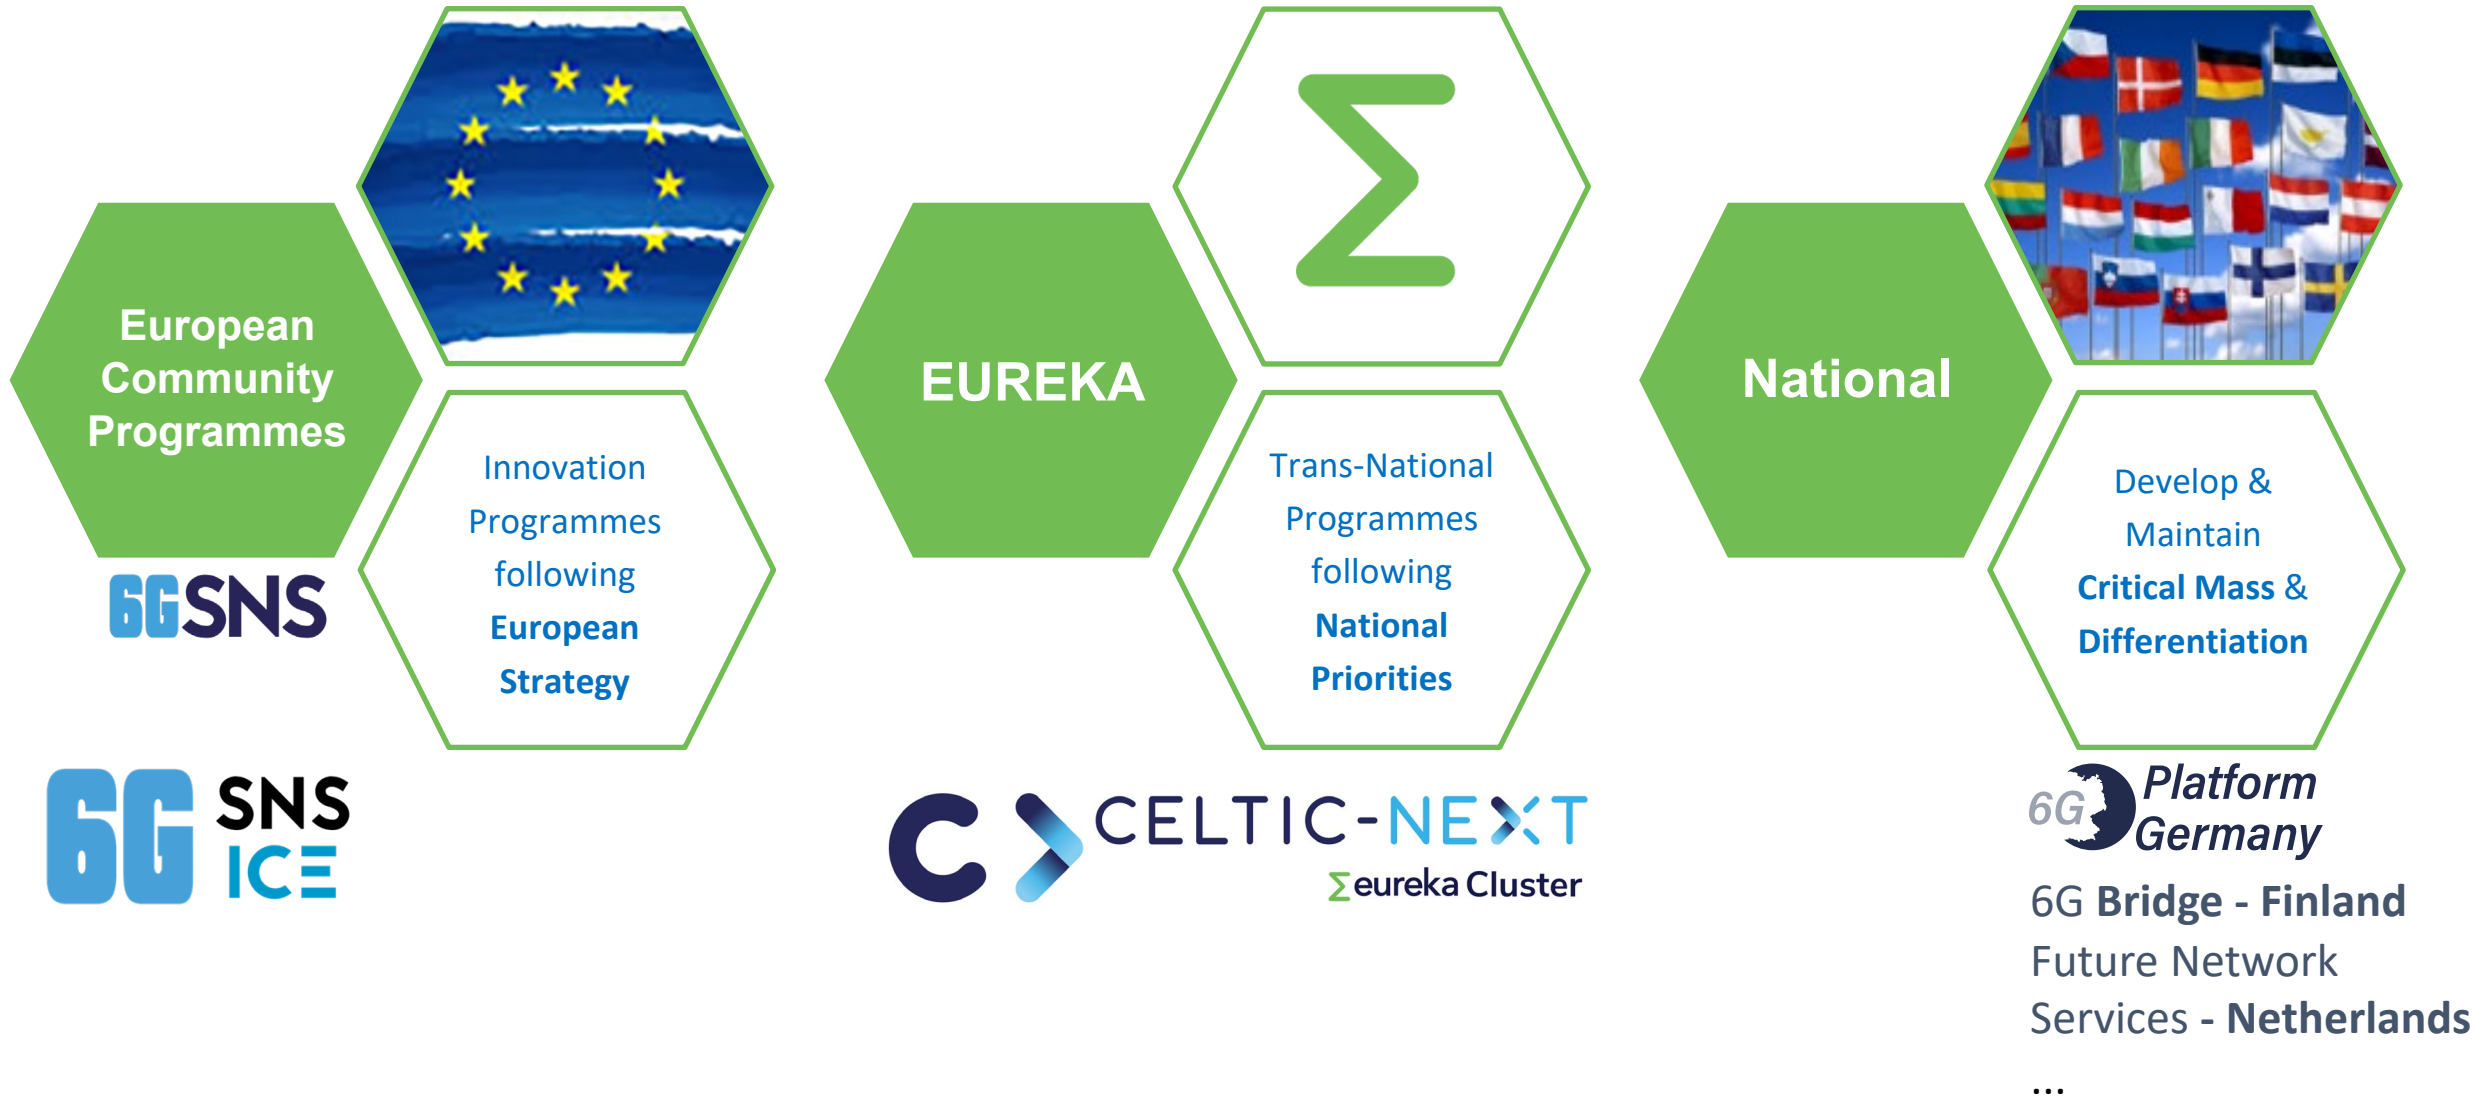 European
Community
Programmes
Innovation
Programmes
following
European
Strategy
6GSNS
6G SNS
ICE
EUREKA
Trans-National
Programmes
following
National
Priorities
C CELTIC-NEXT
eureka Cluster
National
Develop &
Maintain
Critical Mass &
Differentiation
6G Platform
Germany
6G Bridge - Finland
Future Network
Services - Netherlands
...